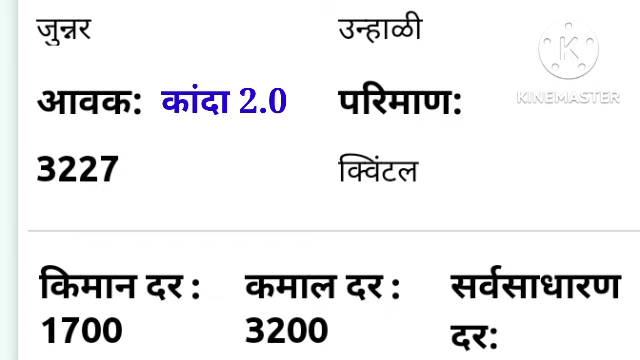 जुन्नर उन्हाळी
KINEMASTER
आवक: कांदा 2.0 परिमाण:
3227 क्विंटल
किमान दर : कमाल दर : सर्वसाधारण
1700 3200 दर: